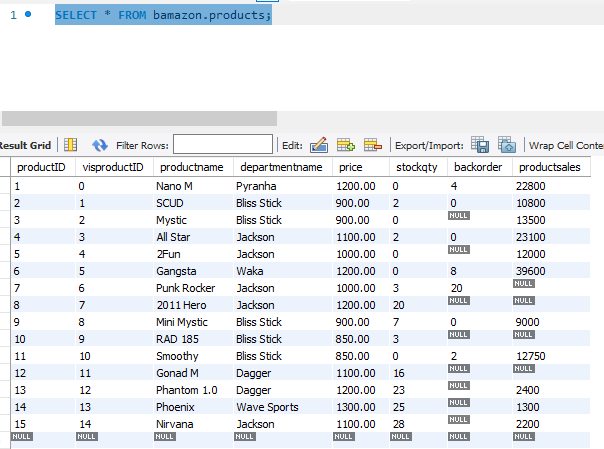 1 SELECT * FROM bamazon.products;
Result Grid Filter Rows: Edit: Export/Import: Wrap Cell Conte
productID visproductID productname departmentname price stockqty backorder productsales
1 0 Nano M Pyranha 1200.00 0 4 22800
2 1 SCUD Bliss Stick 900.00 2 0 10800
3 2 Mystic Bliss Stick 900.00 0 NULL 13500
4 3 All Star Jackson 1100.00 2 0 23100
5 4 2Fun Jackson 1000.00 0 NULL 12000
6 5 Gangsta Waka 1200.00 0 8 39600
7 6 Punk Rocker Jackson 1000.00 3 20 NULL
8 7 2011 Hero Jackson 1200.00 20 NULL NULL
9 8 Mini Mystic Bliss Stick 900.00 7 0 9000
10 9 RAD 185 Bliss Stick 850.00 3 NULL NULL
11 10 Smoothy Bliss Stick 850.00 0 2 12750
12 11 Gonad M Dagger 1100.00 16 NULL NULL
13 12 Phantom 1.0 Dagger 1200.00 23 NULL 2400
14 13 Phoenix Wave Sports 1300.00 25 NULL 1300
15 14 Nirvana Jackson 1100.00 28 NULL 2200
NULL NULL NULL NULL NULL NULL NULL NULL